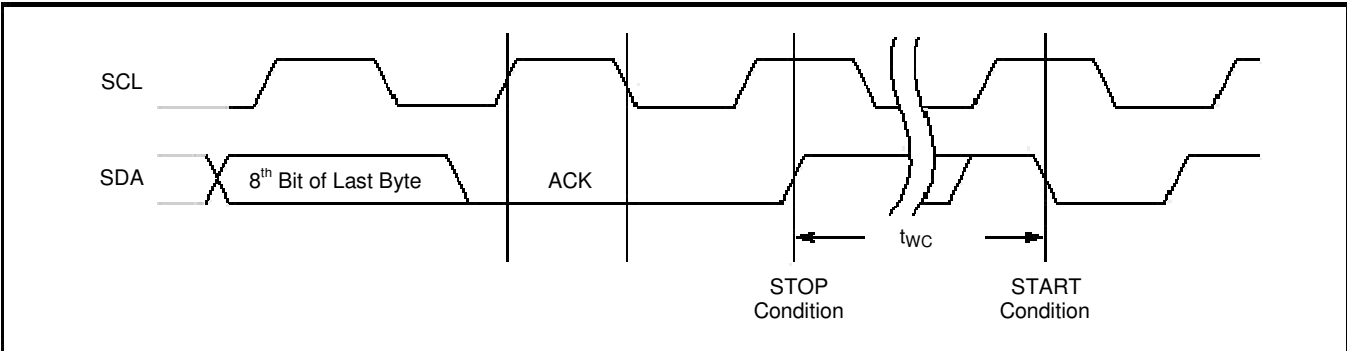 SCL
SDA
8th Bit of Last Byte
ACK
tWC
STOP
Condition
START
Condition